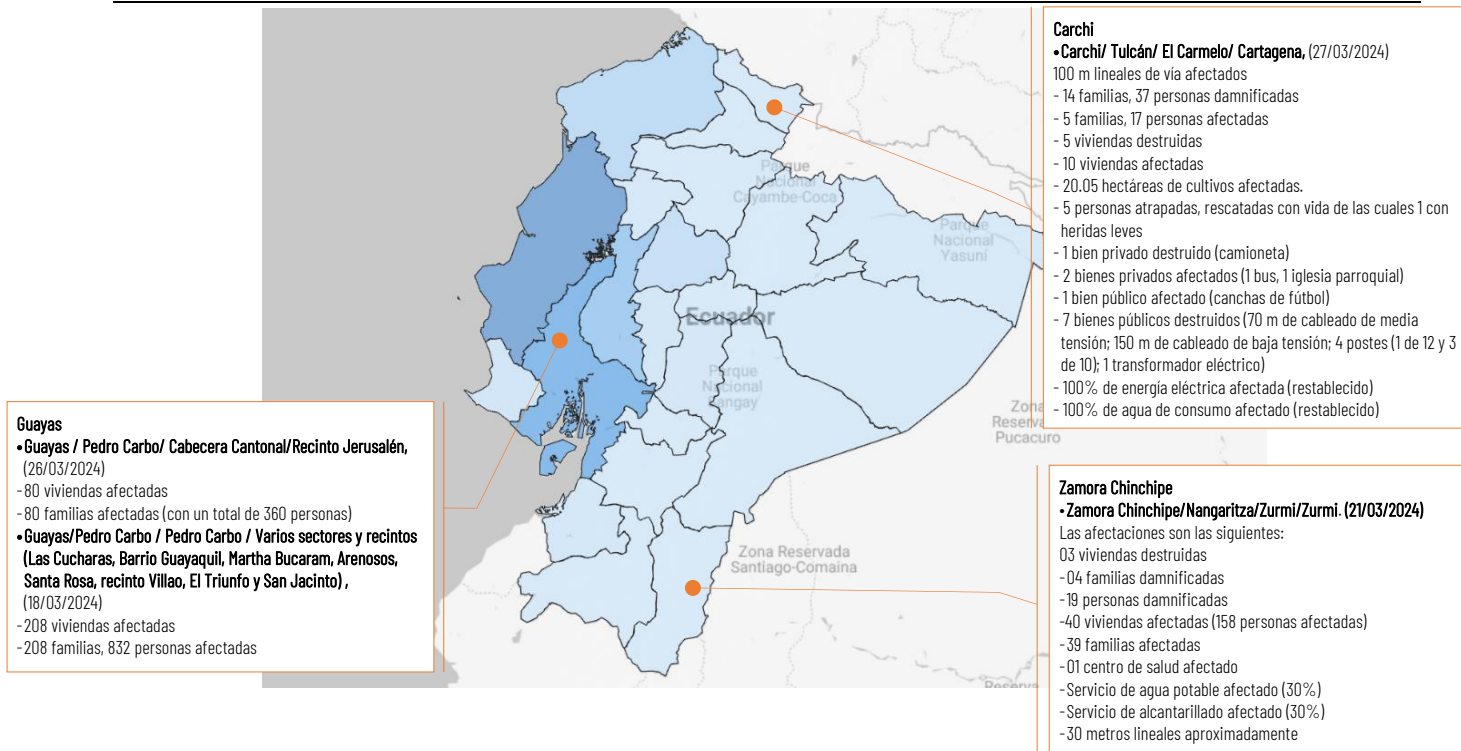 Carchi
•Carchi/ Tulcán/ El Carmelo/ Cartagena, (27/03/2024)
100 m lineales de vía afectados
- 14 familias, 37 personas damnificadas
- 5 familias, 17 personas afectadas
- 5 viviendas destruidas
- 10 viviendas afectadas
- 20.05 hectáreas de cultivos afectadas.
- 5 personas atrapadas, rescatadas con vida de las cuales 1 con
heridas leves
- 1 bien privado destruido (camioneta)
- 2 bienes privados afectados (1 bus, 1 iglesia parroquial)
- 1 bien público afectado (canchas de fútbol)
- 7 bienes públicos destruidos (70 m de cableado de media
tensión; 150 m de cableado de baja tensión; 4 postes (1 de 12 y 3
de 10); 1 transformador eléctrico)
- 100% de energía eléctrica afectada (restablecido)
- 100% de agua de consumo afectado (restablecido)
Parque
Nacional
Cayambe-Coca
Parque
Nacional
Yasuní
Ecuador
Parque
Nacional
Sangay
Zona
Reserva
Pucacuro
Zona Reservada
Santiago-Comaina
Reserva
Guayas
•Guayas / Pedro Carbo/ Cabecera Cantonal/Recinto Jerusalén,
(26/03/2024)
-80 viviendas afectadas
-80 familias afectadas (con un total de 360 personas)
•Guayas/Pedro Carbo / Pedro Carbo / Varios sectores y recintos
(Las Cucharas, Barrio Guayaquil, Martha Bucaram, Arenosos,
Santa Rosa, recinto Villao, El Triunfo y San Jacinto) ,
(18/03/2024)
-208 viviendas afectadas
-208 familias, 832 personas afectadas
Zamora Chinchipe
• Zamora Chinchipe/Nangaritza/Zurmi/Zurmi. (21/03/2024)
Las afectaciones son las siguientes:
03 viviendas destruidas
-04 familias damnificadas
-19 personas damnificadas
-40 viviendas afectadas (158 personas afectadas)
-39 familias afectadas
-01 centro de salud afectado
-Servicio de agua potable afectado (30%)
-Servicio de alcantarillado afectado (30%)
-30 metros lineales aproximadamente